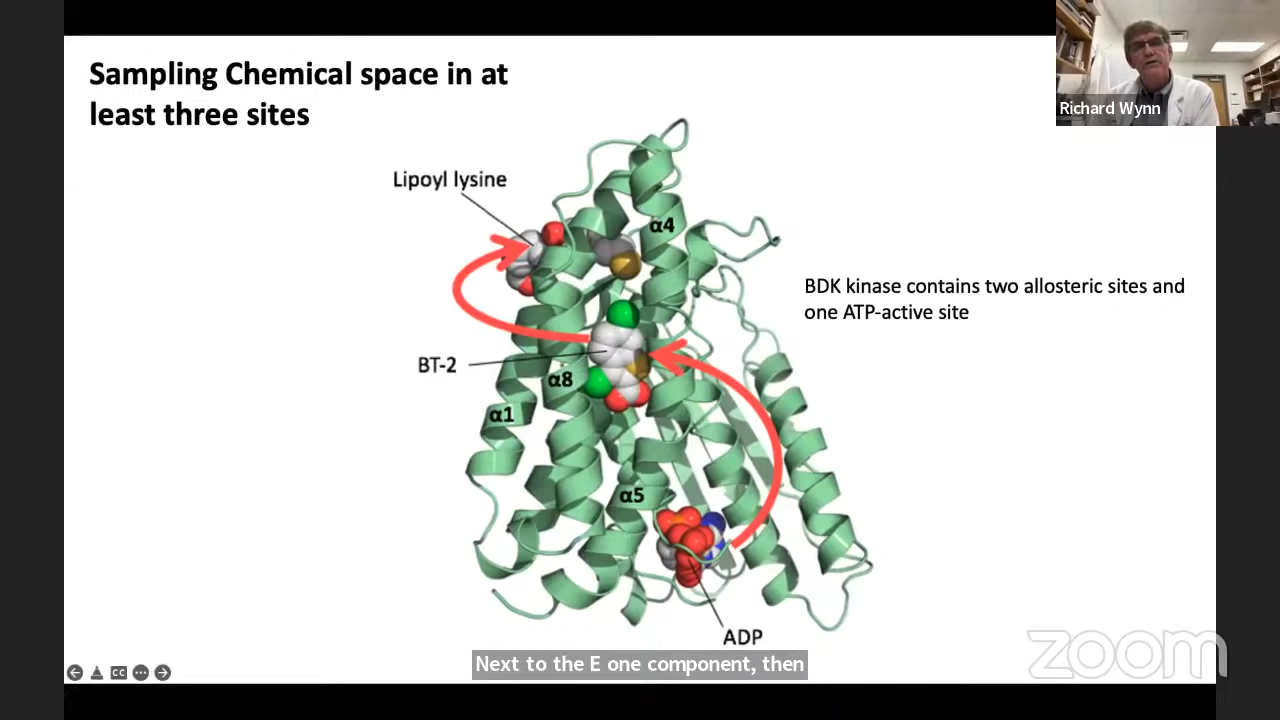 Sampling Chemical space in at
least three sites
Richard Wynn
Lipoyl lysine
α4
BDK kinase contains two allosteric sites and
one ATP-active site
BT-2
α8
α1
α5
ADP
Next to the E one component, then
CC
zoom